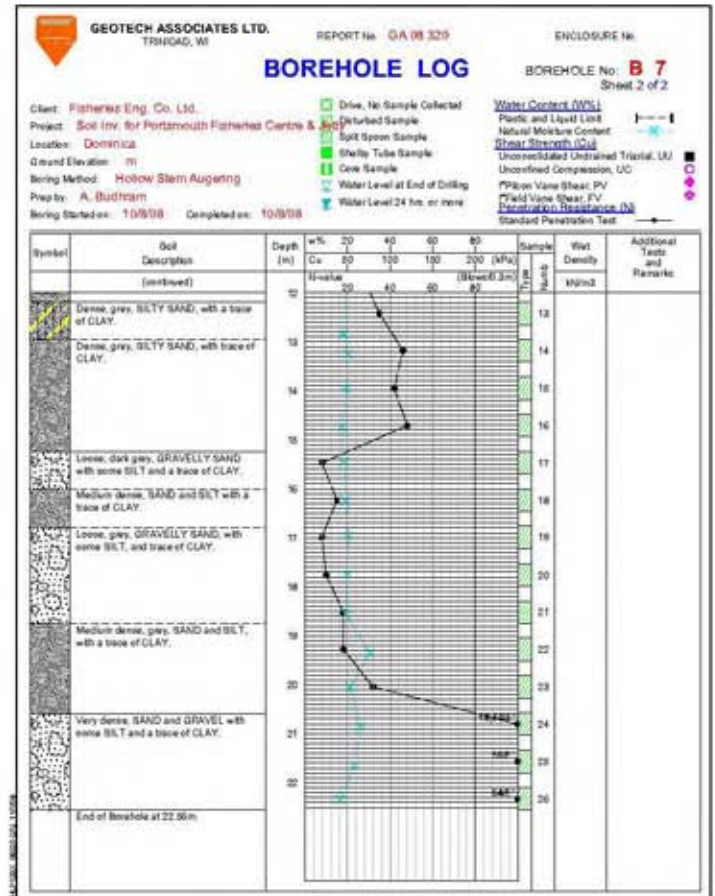 GEOTECH ASSOCIATES LTD.
TRINIDAD, WI
REPORT No. GA 08 329
ENCLOSURE No.
BOREHOLE LOG
BOREHOLE No: B 7
Sheet 2 of 2
Client: Fisheries Eng. Co. Ltd.
Project: Soil Inv. for Portsmouth Fisheries Centre & Jetty
Location: Dominica
Ground Elevation: m
Boring Method: Hollow Stem Augering
Prep by: A. Budhram
Boring Started on: 10/8/08 Completed on: 10/8/08
Drive, No Sample Collected
Disturbed Sample
Split Spoon Sample
Shelby Tube Sample
Core Sample
Water Level at End of Drilling
Water Level 24 hrs. or more
Water Content (W%)
Plastic and Liquid Limit
Natural Moisture Content
Shear Strength (Cu)
Unconsolidated Undrained Triaxial, UU
Unconfined Compression, UC
Pilcon Vane Shear, PV
Field Vane Shear, FV
Penetration Resistance (N)
Standard Penetration Test
Symbol
Soil Description
(continued)
Depth (m)
w% 20 40 60 80
Cu 50 100 150 200 (kPa)
N-value (Blows/0.3m)
20 40 60 80
Sample
Type
Numb
Wet Density
kN/m3
Additional Tests and Remarks
12
Dense, grey, SILTY SAND, with a trace
of CLAY.
13
13
Dense, grey, SILTY SAND, with trace of
CLAY.
14
14
15
16
15
Loose, dark grey, GRAVELLY SAND
with some SILT and a trace of CLAY.
17
16
Medium dense, SAND and SILT with a
trace of CLAY.
18
17
Loose, grey, GRAVELLY SAND, with
some SILT, and trace of CLAY.
19
20
18
21
Medium dense, grey, SAND and SILT,
with a trace of CLAY.
19
22
20
23
Very dense, SAND and GRAVEL with
some SILT and a trace of CLAY.
24
21
25
22
26
End of Borehole at 22.56m